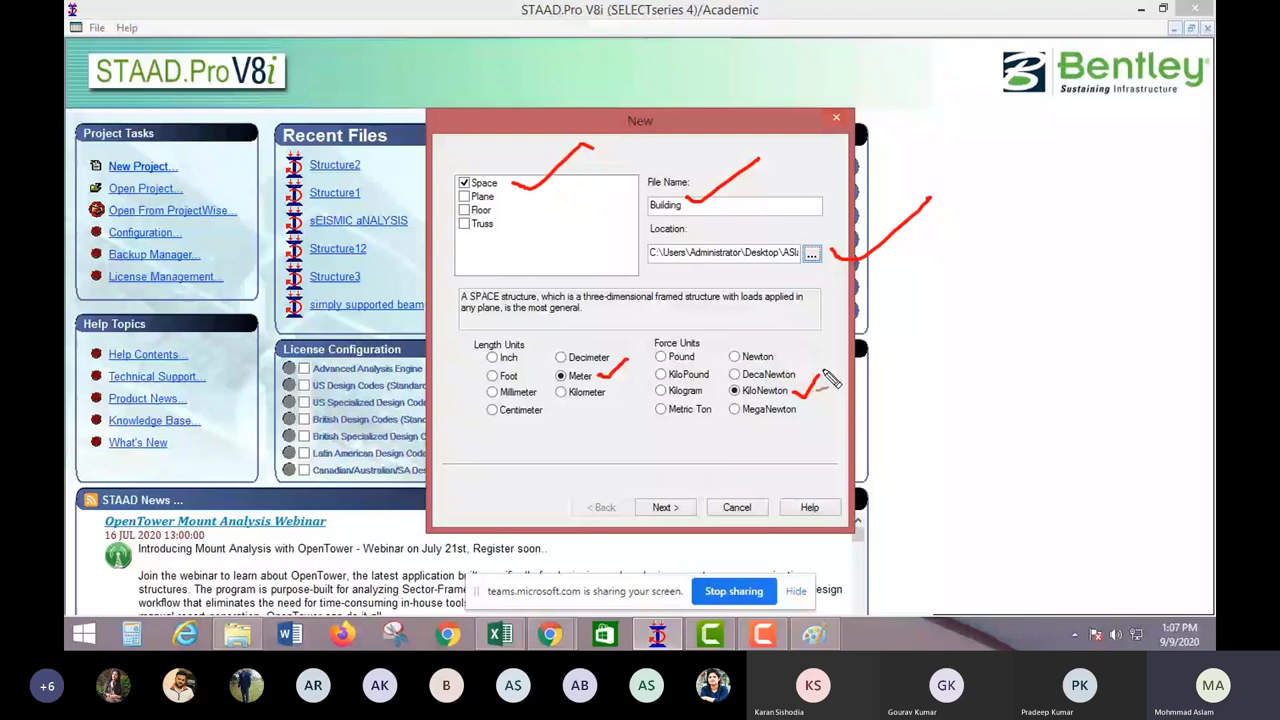 STAAD.Pro V8i (SELECTseries 4)/Academic
File Help
STAAD.Pro V8i
Bentley
Sustaining Infrastructure
Project Tasks
New Project...
Open Project...
Open From ProjectWise...
Configuration...
Backup Manager...
License Management...
Help Topics
Help Contents...
Technical Support...
Product News...
Knowledge Base...
What's New
Recent Files
Structure2
Structure1
sEISMIC aNALYSIS
Structure12
Structure3
simply supported beam
License Configuration
Advanced Analysis Engine
US Design Codes (Standar
US Specialized Design Cod
British Design Codes (Stand
British Specialized Design C
Latin American Design Code
Canadian/Australian/SA De
New
Space
Plane
Floor
Truss
File Name:
Building
Location:
C:\Users\Administrator\Desktop\ASl
...
A SPACE structure, which is a three-dimensional framed structure with loads applied in
any plane, is the most general.
Length Units
Inch
Foot
Millimeter
Centimeter
Decimeter
Meter
Kilometer
Force Units
Pound
KiloPound
Kilogram
Metric Ton
Newton
DecaNewton
KiloNewton
MegaNewton
< Back
Next >
Cancel
Help
STAAD News ...
OpenTower Mount Analysis Webinar
16 JUL 2020 13:00:00
Introducing Mount Analysis with OpenTower - Webinar on July 21st, Register soon..
Join the webinar to learn about OpenTower, the latest application
structures. The program is purpose-built for analyzing Sector-Frame
design
workflow that eliminates the need for time-consuming in-house tool
teams.microsoft.com is sharing your screen.
Stop sharing
Hide
1:07 PM
9/9/2020
+6
AR
AK
B
AS
AB
AS
KS
Karan Sishodia
GK
Gourav Kumar
PK
Pradeep Kumar
MA
Mohmmad Aslam